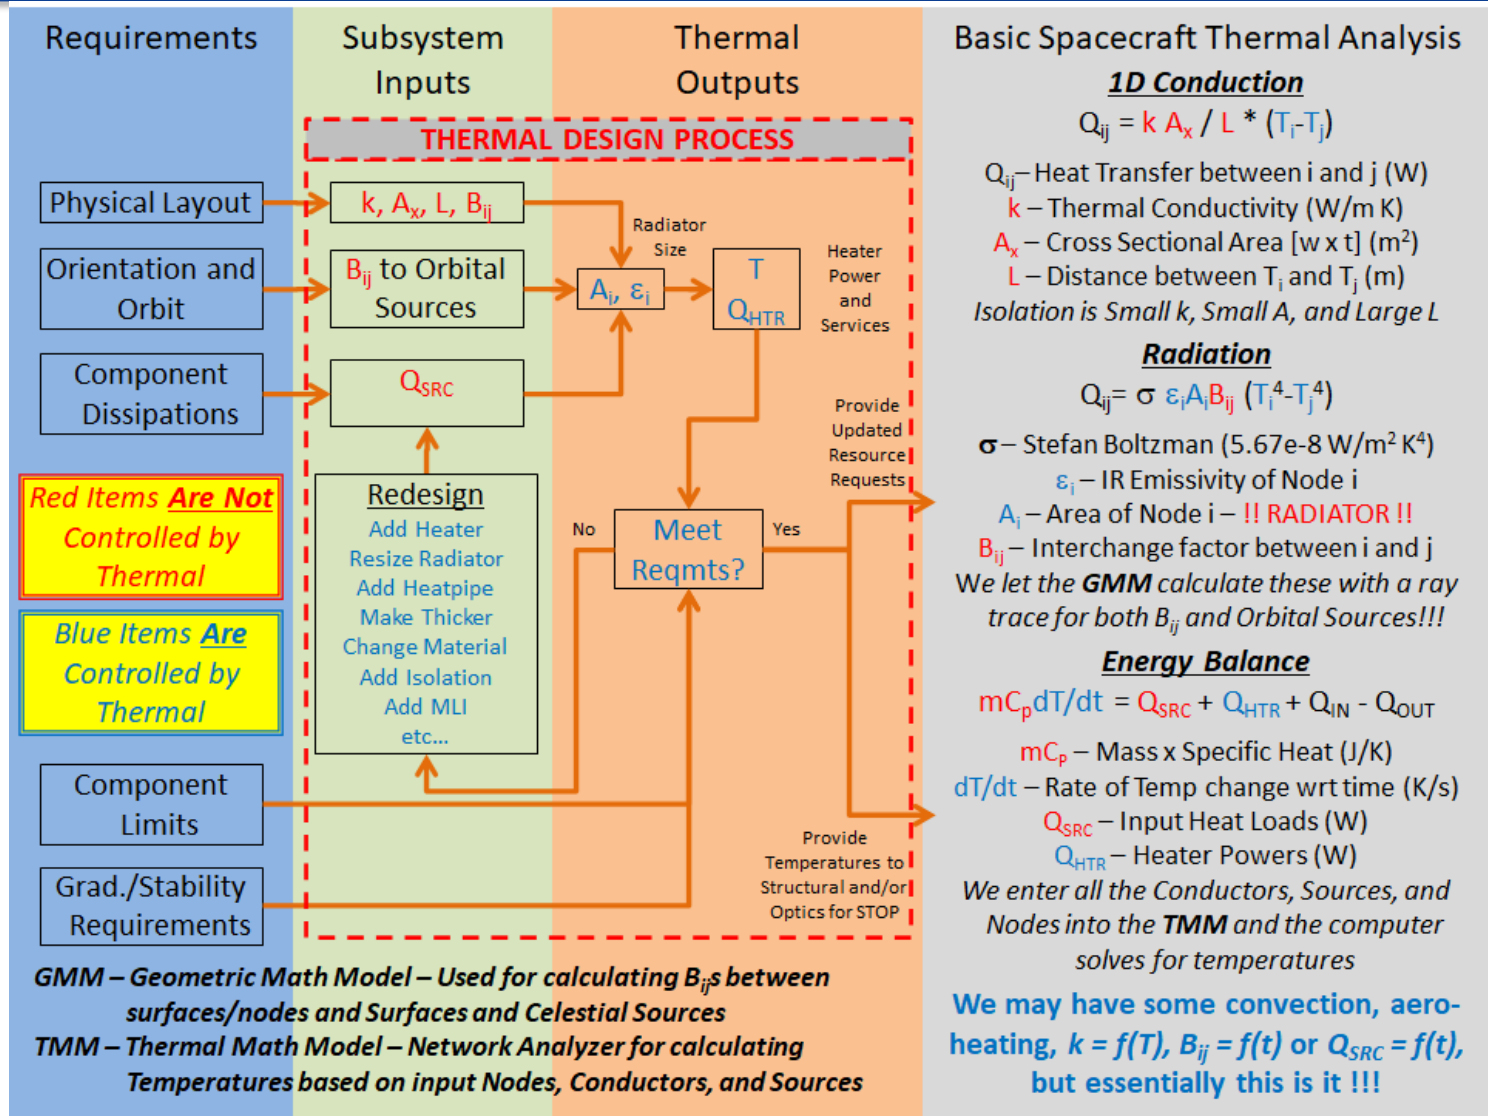 Requirements
Subsystem
Inputs
Thermal
Outputs
THERMAL DESIGN PROCESS
Physical Layout
k, Aₓ, L, Bᵢⱼ
Radiator
Size
Orientation and
Orbit
Bᵢⱼ to Orbital
Sources
Aᵢ, εᵢ
T
Q_HTR
Heater
Power
and
Services
Component
Dissipations
Q_SRC
Provide
Updated
Resource
Requests
Red Items Are Not
Controlled by
Thermal
Blue Items Are
Controlled by
Thermal
Redesign
Add Heater
Resize Radiator
Add Heatpipe
Make Thicker
Change Material
Add Isolation
Add MLI
etc...
No
Meet
Reqmts?
Yes
Component
Limits
Grad./Stability
Requirements
Provide
Temperatures to
Structural and/or
Optics for STOP
GMM – Geometric Math Model – Used for calculating Bᵢⱼs between
surfaces/nodes and Surfaces and Celestial Sources
TMM – Thermal Math Model – Network Analyzer for calculating
Temperatures based on input Nodes, Conductors, and Sources
Basic Spacecraft Thermal Analysis
1D Conduction
Qᵢⱼ = k Aₓ / L * (Tᵢ-Tⱼ)
Qᵢⱼ– Heat Transfer between i and j (W)
k – Thermal Conductivity (W/m K)
Aₓ – Cross Sectional Area [w x t] (m²)
L – Distance between Tᵢ and Tⱼ (m)
Isolation is Small k, Small A, and Large L
Radiation
Qᵢⱼ= σ εᵢAᵢBᵢⱼ (Tᵢ⁴-Tⱼ⁴)
σ – Stefan Boltzman (5.67e-8 W/m² K⁴)
εᵢ – IR Emissivity of Node i
Aᵢ – Area of Node i – !! RADIATOR !!
Bᵢⱼ – Interchange factor between i and j
We let the GMM calculate these with a ray
trace for both Bᵢⱼ and Orbital Sources!!!
Energy Balance
mCₚdT/dt = Q_SRC + Q_HTR + Q_IN - Q_OUT
mC_P – Mass x Specific Heat (J/K)
dT/dt – Rate of Temp change wrt time (K/s)
Q_SRC – Input Heat Loads (W)
Q_HTR – Heater Powers (W)
We enter all the Conductors, Sources, and
Nodes into the TMM and the computer
solves for temperatures
We may have some convection, aero-
heating, k = f(T), Bᵢⱼ = f(t) or Q_SRC = f(t),
but essentially this is it !!!